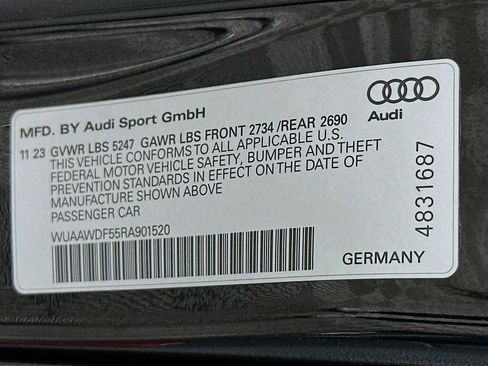 MFD. BY Audi Sport GmbH
11 23 GVWR LBS 5247 GAWR LBS FRONT 2734 /REAR 2690
THIS VEHICLE CONFORMS TO ALL APPLICABLE U.S.
FEDERAL MOTOR VEHICLE SAFETY, BUMPER AND THEFT
PREVENTION STANDARDS IN EFFECT ON THE DATE OF
MANUFACTURE SHOWN ABOVE
PASSENGER CAR
WUAAWDF55RA901520
Audi
4831687
GERMANY